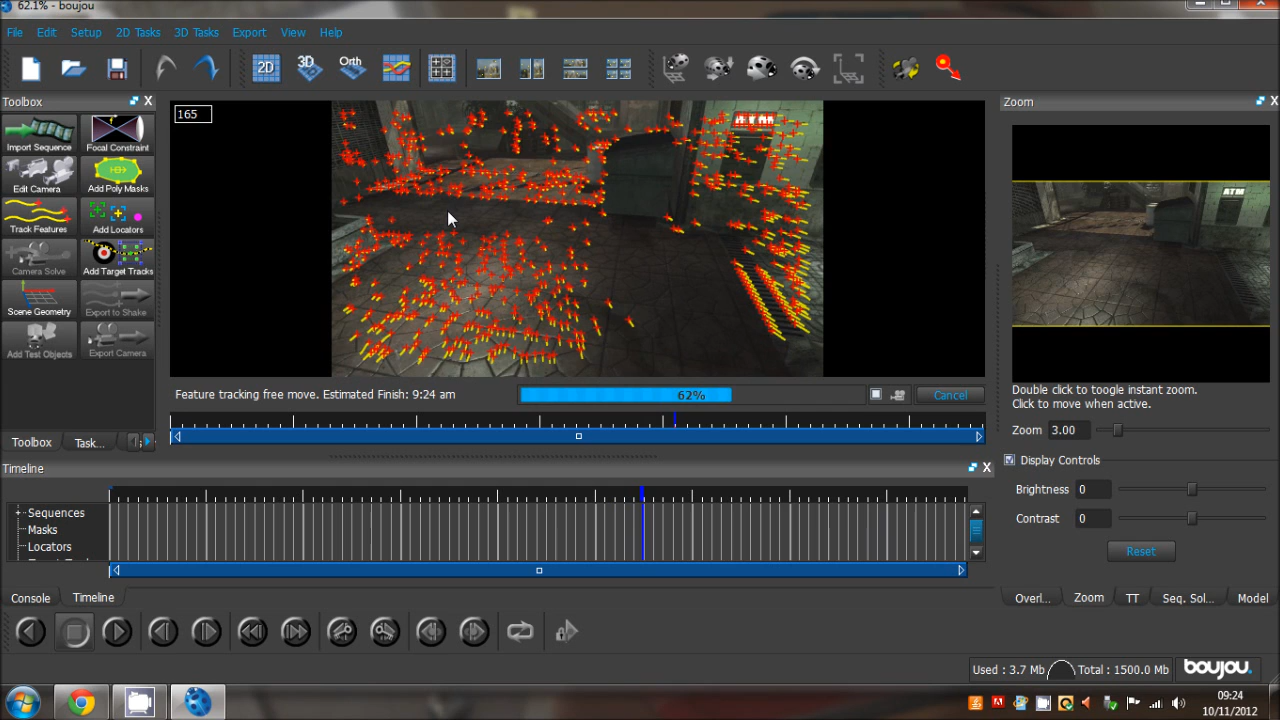 62.1% - boujou
File Edit Setup 2D Tasks 3D Tasks Export View Help
2D 3D Orth
Toolbox
Import Sequence Focal Constraint
Edit Camera Add Poly Masks
Track Features Add Locators
Camera Solve Add Target Tracks
Scene Geometry Export to Shake
Add Test Objects Export Camera
Toolbox Task...
165
Feature tracking free move. Estimated Finish: 9:24 am 62% Cancel
Zoom
ATM
Double click to toogle instant zoom.
Click to move when active.
Zoom 3.00
Display Controls
Brightness 0
Contrast 0
Reset
Overl... Zoom TT Seq. Sol... Model
Timeline
Sequences
Masks
Locators
Console Timeline
Used : 3.7 Mb Total : 1500.0 Mb boujou.
09:24
10/11/2012